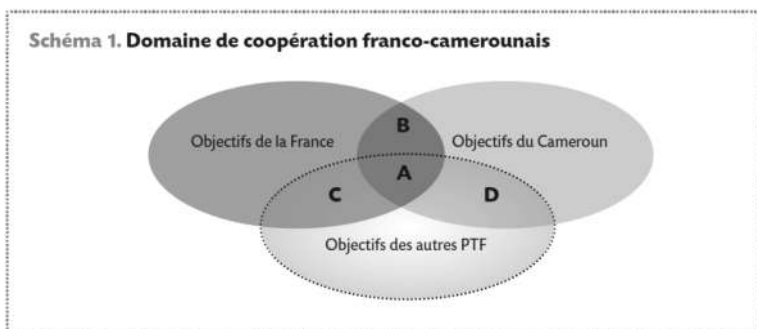 Schéma 1. Domaine de coopération franco-camerounais
B
Objectifs de la France
Objectifs du Cameroun
A
C
D
Objectifs des autres PTF